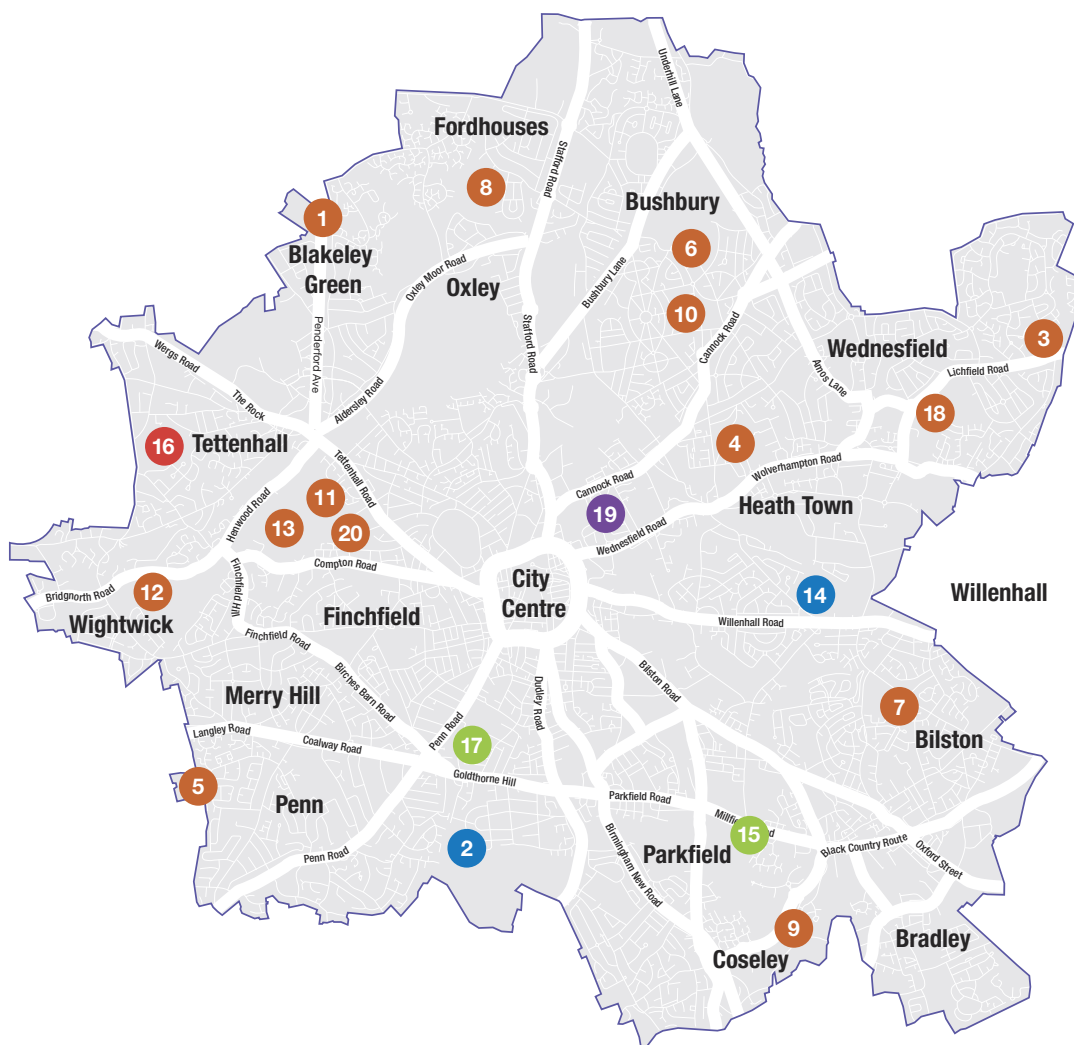 Underhill Lane
Fordhouses
Stafford Road
8
Bushbury
1
Blakeley
Green
6
Oxley Moor Road
Oxley
Bushbury Lane
10
Cannock Road
3
Penderford Ave
Stafford Road
Wednesfield
Lichfield Road
Wergs Road
The Rock
Aldersley Road
Amos Lane
18
16
Tettenhall
4
Tettenhall Road
Wolverhampton Road
11
Cannock Road
Heath Town
Henwood Road
13
20
19
Wednesfield Road
Compton Road
City
Centre
Bridgnorth Road
12
Finchfield Hill
14
Willenhall
Wightwick
Finchfield
Willenhall Road
Finchfield Road
Birches Barn Road
Bilston Road
Merry Hill
Dudley Road
7
Langley Road
Coalway Road
Penn Road
17
Bilston
5
Goldthorne Hill
Penn
Parkfield Road
15
2
Birmingham New Road
Parkfield
Black Country Route
Oxford Street
Penn Road
9
Bradley
Coseley